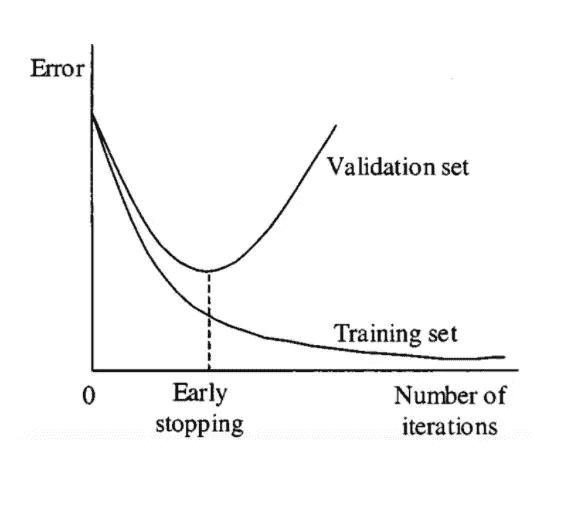 Error
Validation set
Training set
0
Early
stopping
Number of
iterations